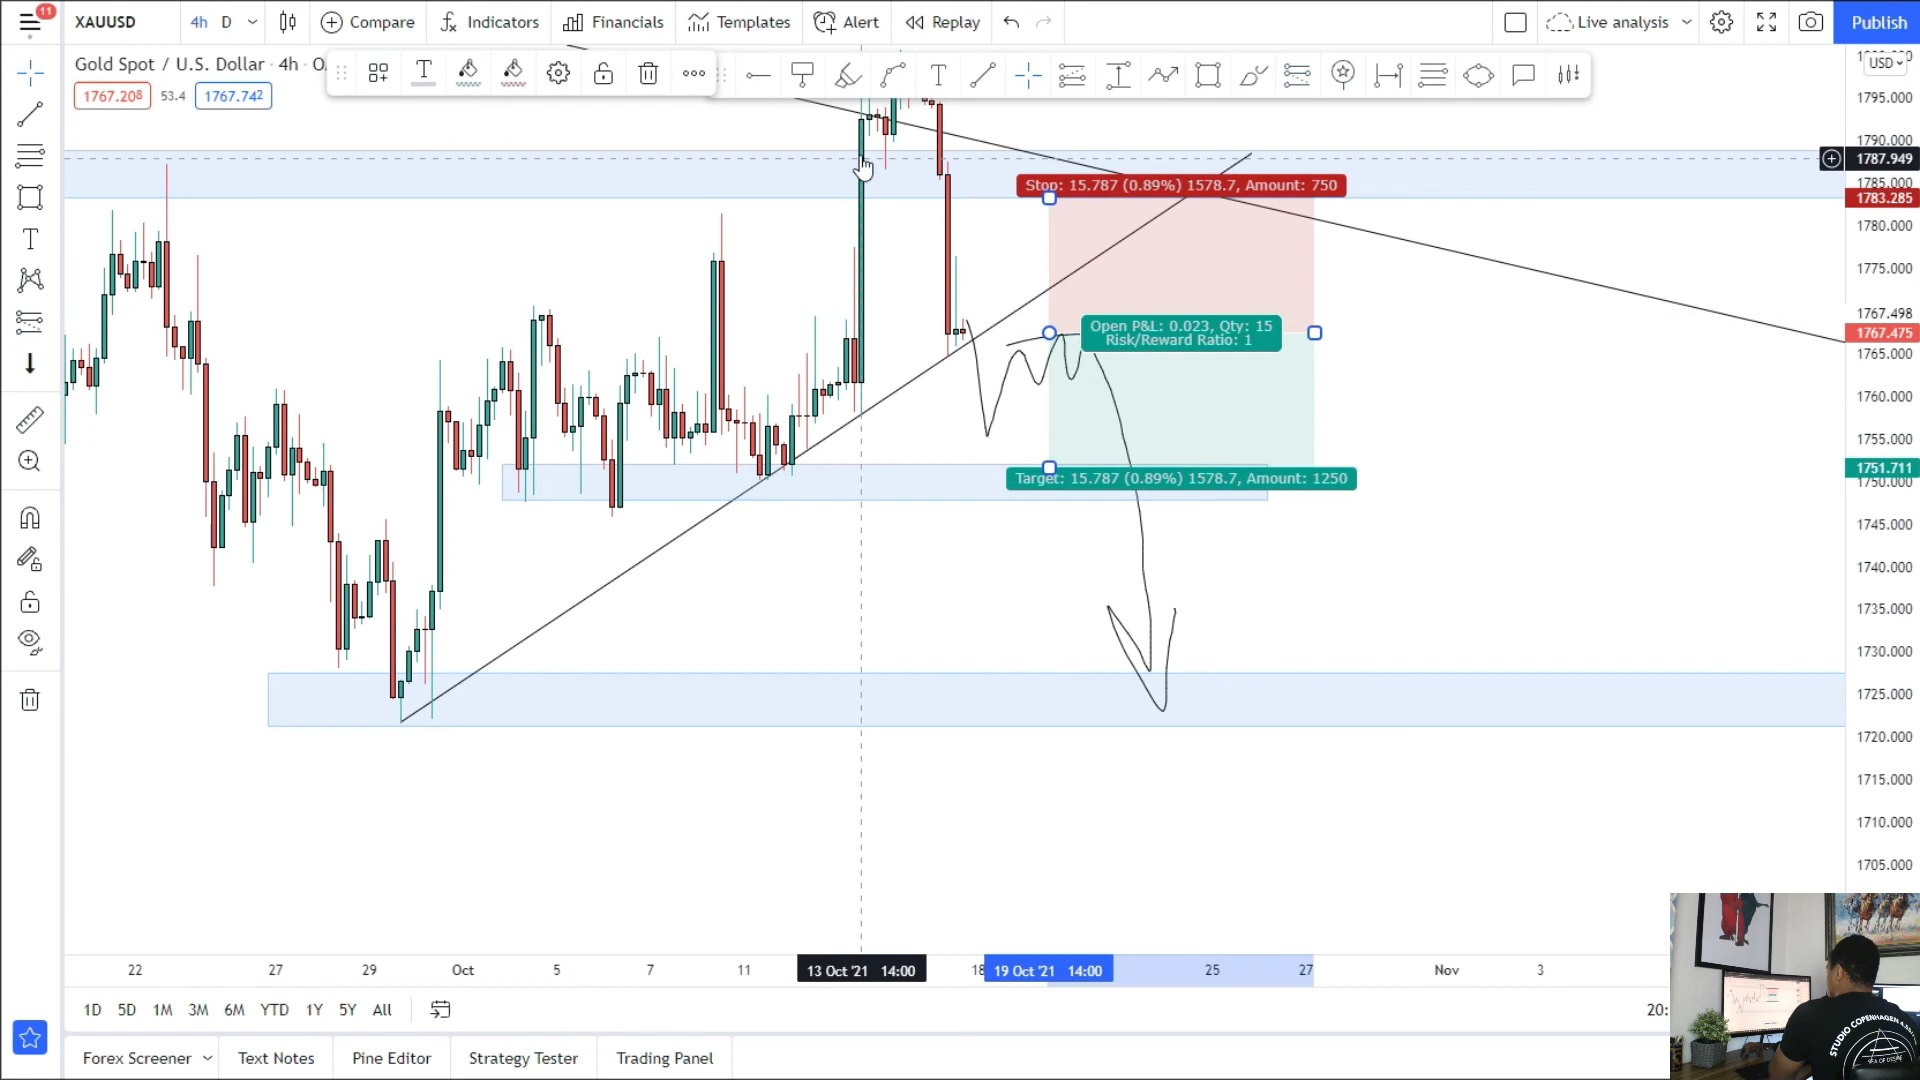 11
XAUUSD
4h D
Compare
Indicators
Financials
Templates
Alert
Replay
Live analysis
Publish
Gold Spot / U.S. Dollar · 4h · O.
1767.208 53.4 1767.742
USD
1795.000
1790.000
1787.949
1785.000
1783.285
1780.000
1775.000
1767.498
1767.475
1765.000
1760.000
1755.000
1751.711
1750.000
1745.000
1740.000
1735.000
1730.000
1725.000
1720.000
1715.000
1710.000
1705.000
Stop: 15.787 (0.89%) 1578.7, Amount: 750
Open P&L: 0.023, Qty: 15
Risk/Reward Ratio: 1
Target: 15.787 (0.89%) 1578.7, Amount: 1250
22 27 29 Oct 5 7 11 13 Oct '21 14:00 18 19 Oct '21 14:00 25 27 Nov 3
1D 5D 1M 3M 6M YTD 1Y 5Y All
20:
Forex Screener
Text Notes
Pine Editor
Strategy Tester
Trading Panel